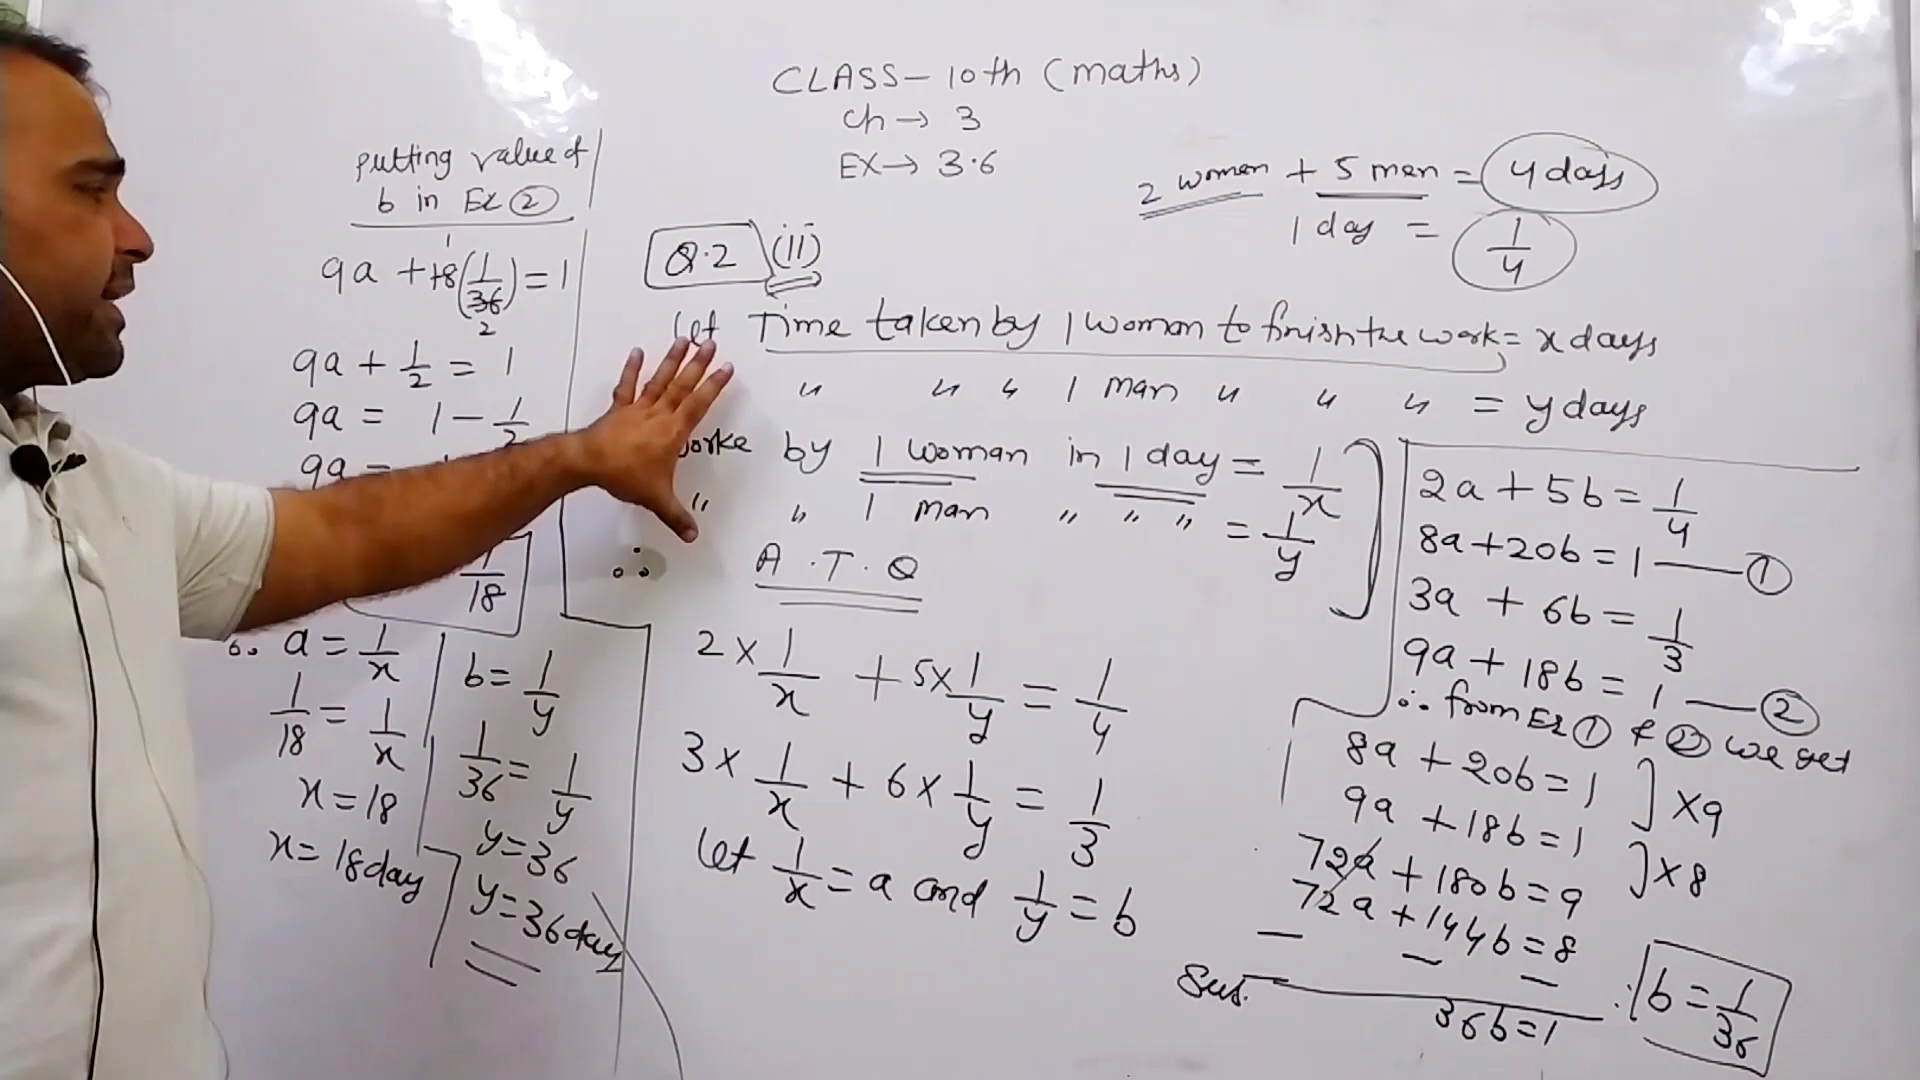 CLASS - 10th (maths)
Ch → 3
EX → 3.6
2 women + 5 men = 4 days
1 day = 1/4
Q.2 (ii)
Let Time taken by 1 woman to finish the work = x days
" " " 1 man " " " = y days
worke by 1 woman in 1 day = 1/x
" " 1 man " " " = 1/y
∴ A.T.Q
2 × 1/x + 5 × 1/y = 1/4
3 × 1/x + 6 × 1/y = 1/3
let 1/x = a and 1/y = b
2a + 5b = 1/4
8a + 20b = 1 — ①
3a + 6b = 1/3
9a + 18b = 1 — ②
∴ from Eq ① & ② we get
8a + 20b = 1 ] × 9
9a + 18b = 1 ] × 8
72a + 180b = 9
72a + 144b = 8
– – –
Sub.
36b = 1
∴ b = 1/36
putting value of
b in Eq ②
9a + 18(1/36) = 1
1
2
9a + 1/2 = 1
9a = 1 - 1/2
9a =
1/18
∴ a = 1/x
1/18 = 1/x
x = 18
x = 18 day
b = 1/y
1/36 = 1/y
y = 36
y = 36 day